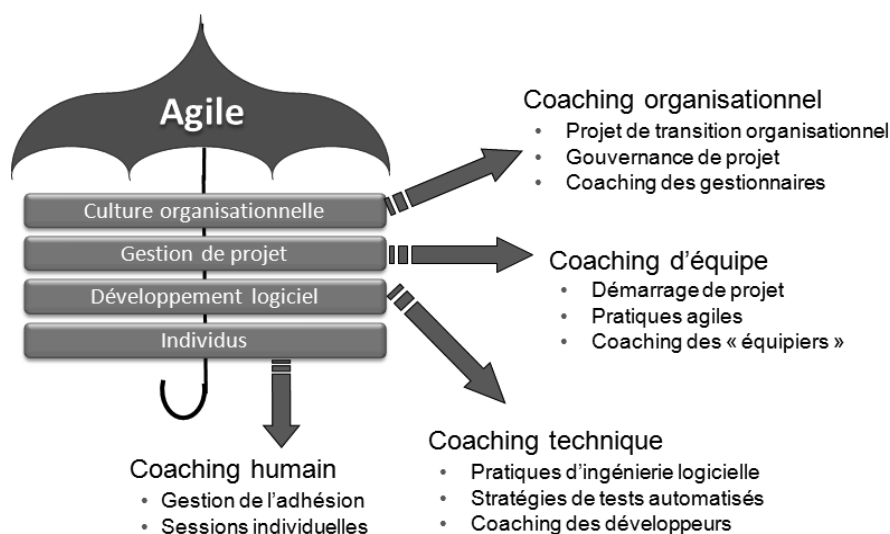 Agile
Culture organisationnelle
Gestion de projet
Développement logiciel
Individus
Coaching organisationnel
• Projet de transition organisationnel
• Gouvernance de projet
• Coaching des gestionnaires
Coaching d'équipe
• Démarrage de projet
• Pratiques agiles
• Coaching des « équipiers »
Coaching technique
• Pratiques d'ingénierie logicielle
• Stratégies de tests automatisés
• Coaching des développeurs
Coaching humain
• Gestion de l'adhésion
• Sessions individuelles